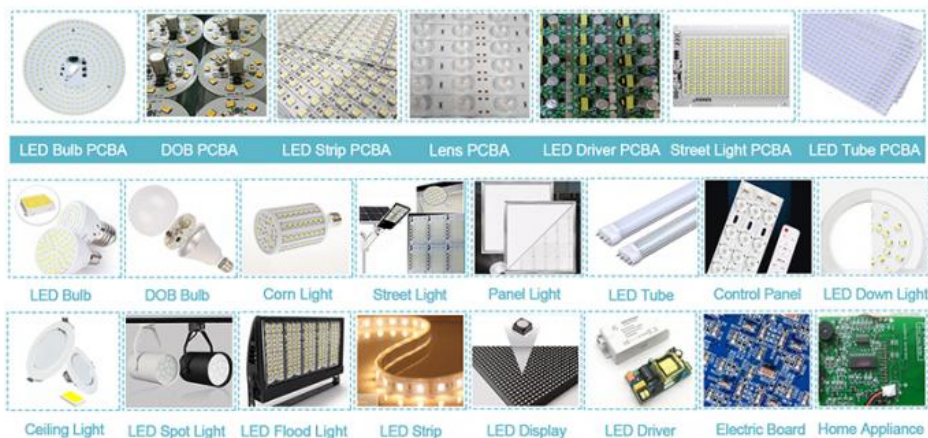 LED Bulb PCBA DOB PCBA LED Strip PCBA Lens PCBA LED Driver PCBA Street Light PCBA LED Tube PCBA
LED Bulb DOB Bulb Corn Light Street Light Panel Light LED Tube Control Panel LED Down Light
Ceiling Light LED Spot Light LED Flood Light LED Strip LED Display LED Driver Electric Board Home Appliance